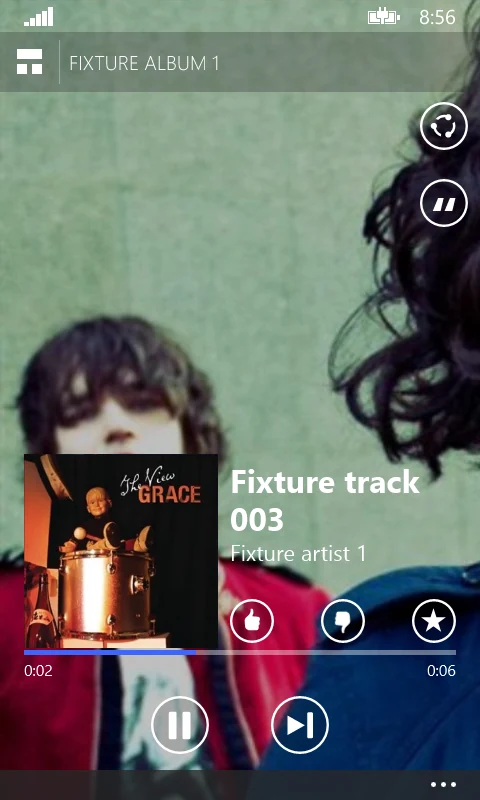 8:56
FIXTURE ALBUM 1
The View
GRACE
Fixture track
003
Fixture artist 1
0:02
0:06